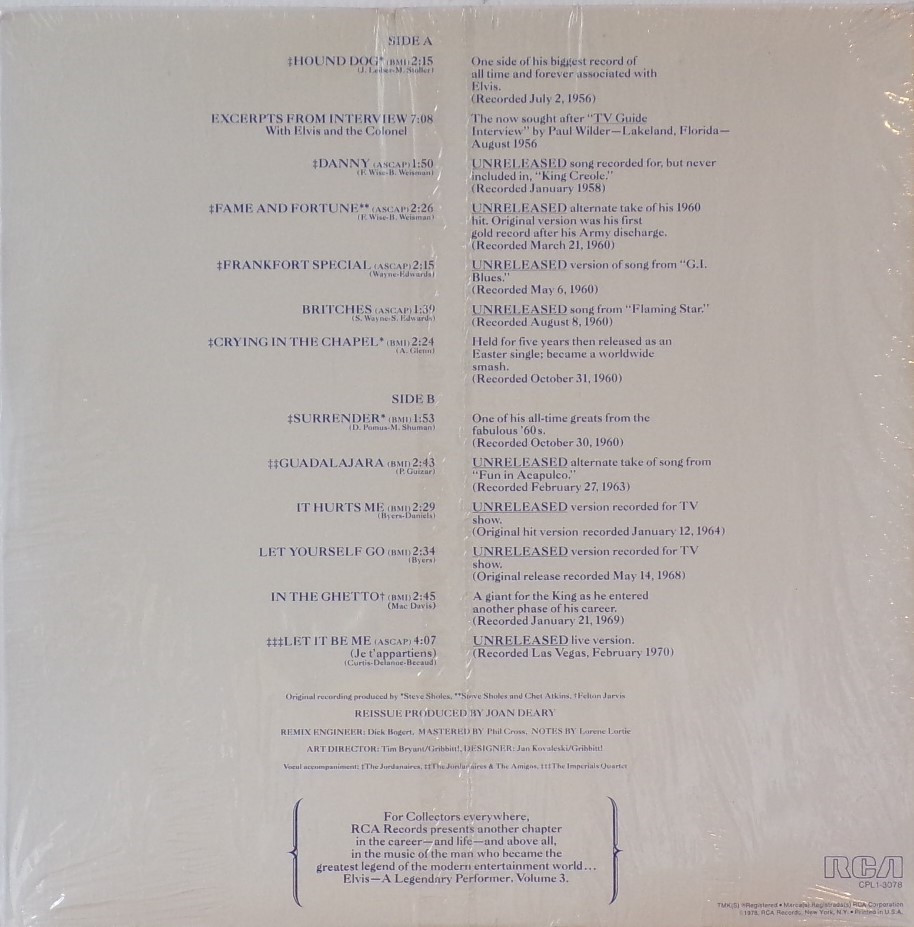 SIDE A
‡HOUND DOG* (BMI) 2:15
(J. Leiber-M. Stoller)
One side of his biggest record of
all time and forever associated with
Elvis.
(Recorded July 2, 1956)
EXCERPTS FROM INTERVIEW 7:08
With Elvis and the Colonel
The now sought after “TV Guide
Interview” by Paul Wilder—Lakeland, Florida—
August 1956
‡DANNY (ASCAP) 1:50
(F. Wise-B. Weisman)
UNRELEASED song recorded for, but never
included in, “King Creole.”
(Recorded January 1958)
‡FAME AND FORTUNE** (ASCAP) 2:26
(F. Wise-B. Weisman)
UNRELEASED alternate take of his 1960
hit. Original version was his first
gold record after his Army discharge.
(Recorded March 21, 1960)
‡FRANKFORT SPECIAL (ASCAP) 2:15
(Wayne-Edwards)
UNRELEASED version of song from “G.I.
Blues.”
(Recorded May 6, 1960)
BRITCHES (ASCAP) 1:39
(S. Wayne-S. Edwards)
UNRELEASED song from “Flaming Star.”
(Recorded August 8, 1960)
‡CRYING IN THE CHAPEL* (BMI) 2:24
(A. Glenn)
Held for five years then released as an
Easter single; became a worldwide
smash.
(Recorded October 31, 1960)
SIDE B
‡SURRENDER* (BMI) 1:53
(D. Pomus-M. Shuman)
One of his all-time greats from the
fabulous ’60s.
(Recorded October 30, 1960)
‡‡GUADALAJARA (BMI) 2:43
(P. Guizar)
UNRELEASED alternate take of song from
“Fun in Acapulco.”
(Recorded February 27, 1963)
IT HURTS ME (BMI) 2:29
(Byers-Daniels)
UNRELEASED version recorded for TV
show.
(Original hit version recorded January 12, 1964)
LET YOURSELF GO (BMI) 2:34
(Byers)
UNRELEASED version recorded for TV
show.
(Original release recorded May 14, 1968)
IN THE GHETTO† (BMI) 2:45
(Mac Davis)
A giant for the King as he entered
another phase of his career.
(Recorded January 21, 1969)
‡‡‡LET IT BE ME (ASCAP) 4:07
(Je t’appartiens)
(Curtis-Delanoe-Becaud)
UNRELEASED live version.
(Recorded Las Vegas, February 1970)
Original recording produced by *Steve Sholes, **Steve Sholes and Chet Atkins, †Felton Jarvis
REISSUE PRODUCED BY JOAN DEARY
REMIX ENGINEER: Dick Bogert, MASTERED BY Phil Cross, NOTES BY Lorene Lortie
ART DIRECTOR: Tim Bryant/Gribbitt!, DESIGNER: Jan Kovaleski/Gribbitt!
Vocal accompaniment: ‡The Jordanaires, ‡‡The Jordanaires & The Amigos, ‡‡‡The Imperials Quartet
For Collectors everywhere,
RCA Records presents another chapter
in the career—and life—and above all,
in the music of the man who became the
greatest legend of the modern entertainment world...
Elvis—A Legendary Performer, Volume 3.
RCA
CPL1-3078
TMK(S) ®Registered • Marca(s) Registrada(s) RCA Corporation
©1978, RCA Records, New York, N.Y. • Printed in U.S.A.